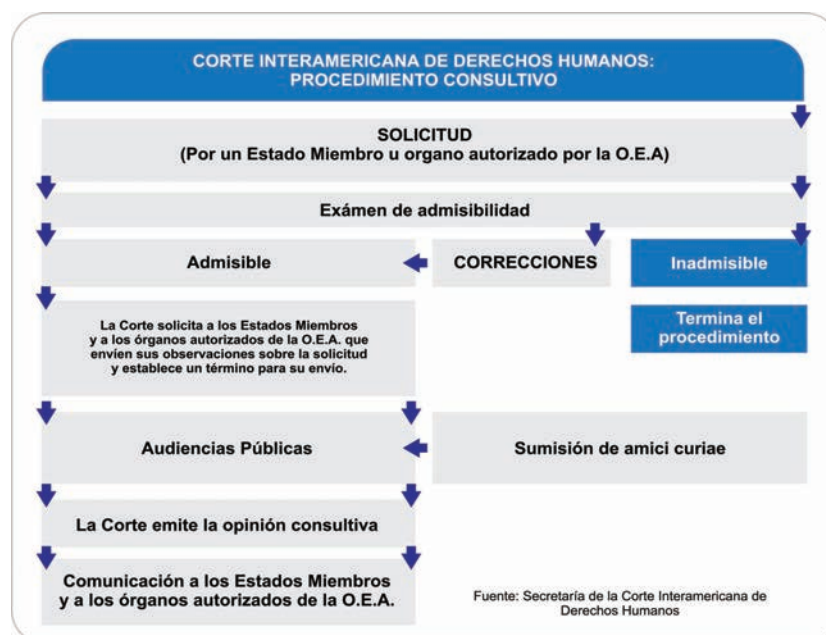 CORTE INTERAMERICANA DE DERECHOS HUMANOS:
PROCEDIMIENTO CONSULTIVO
SOLICITUD
(Por un Estado Miembro u organo autorizado por la O.E.A)
Exámen de admisibilidad
Admisible
CORRECCIONES
Inadmisible
La Corte solicita a los Estados Miembros
y a los órganos autorizados de la O.E.A. que
envíen sus observaciones sobre la solicitud
y establece un término para su envío.
Termina el
procedimiento
Audiencias Públicas
Sumisión de amici curiae
La Corte emite la opinión consultiva
Comunicación a los Estados Miembros
y a los órganos autorizados de la O.E.A.
Fuente: Secretaría de la Corte Interamericana de
Derechos Humanos